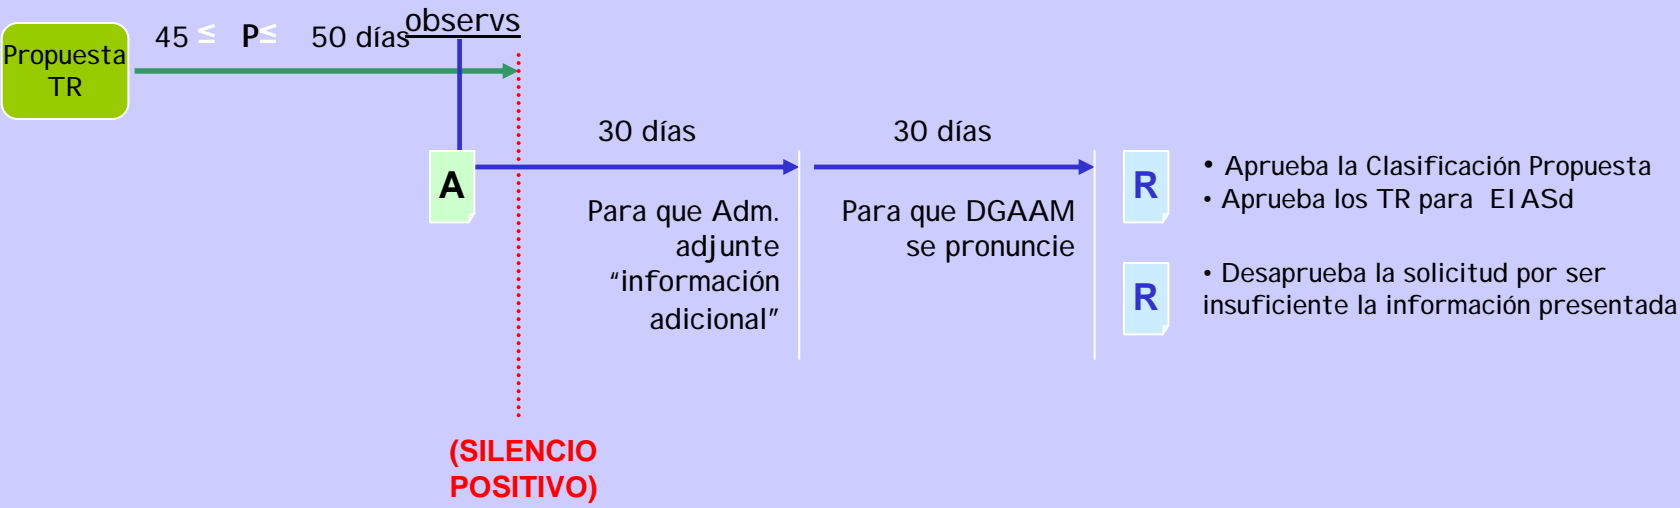 Propuesta
TR
45 ≤ P ≤ 50 días
observs
A
30 días
Para que Adm.
adjunte
“información
adicional”
30 días
Para que DGAAM
se pronuncie
R
• Aprueba la Clasificación Propuesta
• Aprueba los TR para EIASd
R
• Desaprueba la solicitud por ser
insuficiente la información presentada
(SILENCIO
POSITIVO)